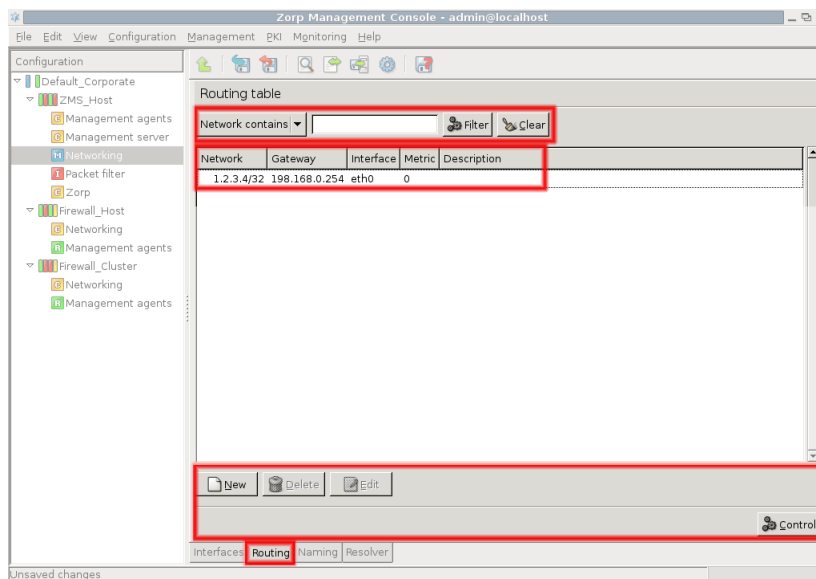 Zorp Management Console - admin@localhost
File Edit View Configuration Management PKI Monitoring Help
Configuration
Default_Corporate
ZMS_Host
Management agents
Management server
Networking
Packet filter
Zorp
Firewall_Host
Networking
Management agents
Firewall_Cluster
Networking
Management agents
Routing table
Network contains Filter Clear
Network Gateway Interface Metric Description
1.2.3.4/32 198.168.0.254 eth0 0
New Delete Edit
Control
Interfaces Routing Naming Resolver
Unsaved changes